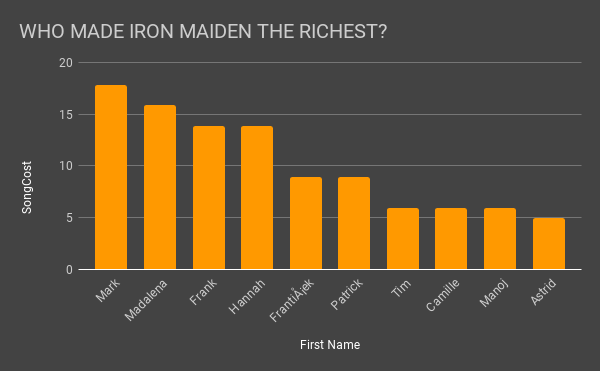 WHO MADE IRON MAIDEN THE RICHEST?
20
15
10
5
0
SongCost
Mark
Madalena
Frank
Hannah
FrantiÅ¡ek
Patrick
Tim
Camille
Manoj
Astrid
First Name